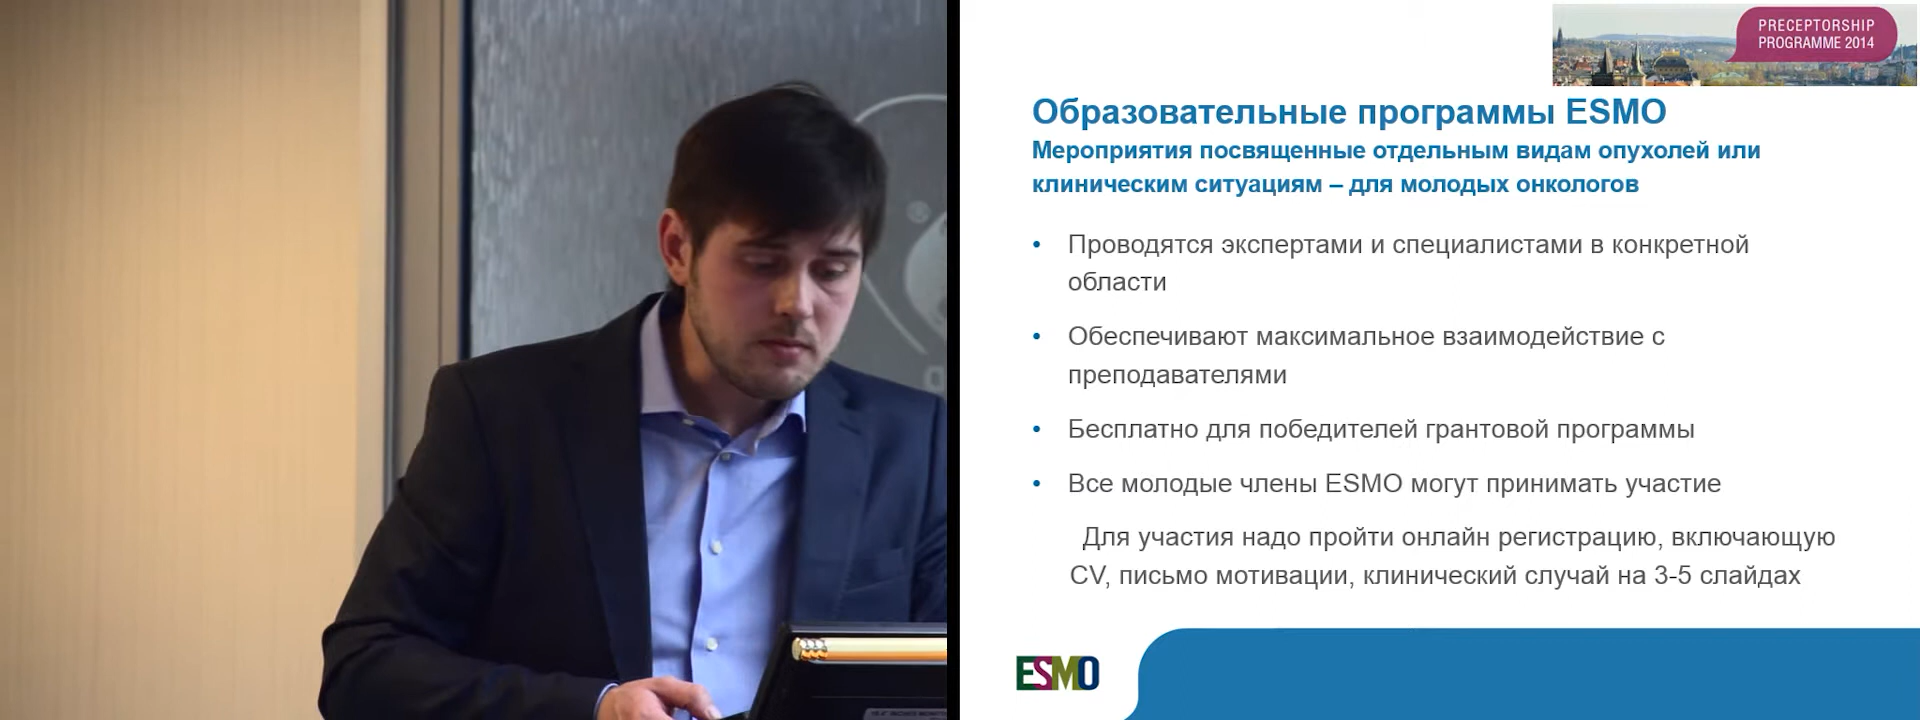 PRECEPTORSHIP
PROGRAMME 2014
Образовательные программы ESMO
Мероприятия посвященные отдельным видам опухолей или
клиническим ситуациям – для молодых онкологов
• Проводятся экспертами и специалистами в конкретной
области
• Обеспечивают максимальное взаимодействие с
преподавателями
• Бесплатно для победителей грантовой программы
• Все молодые члены ESMO могут принимать участие
Для участия надо пройти онлайн регистрацию, включающую
CV, письмо мотивации, клинический случай на 3-5 слайдах
ESMO